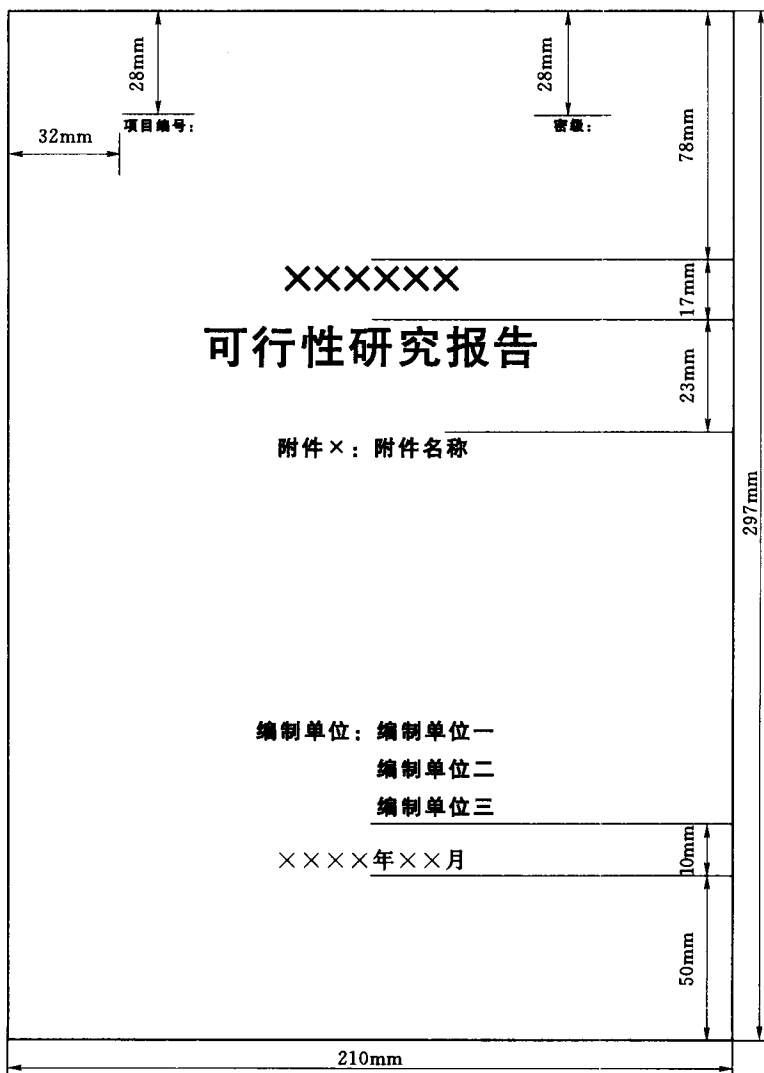 28mm
28mm
78mm
项目编号：
密级：
32mm
××××××
17mm
可行性研究报告
23mm
附件×：附件名称
297mm
编制单位：编制单位一
编制单位二
编制单位三
10mm
××××年××月
50mm
210mm